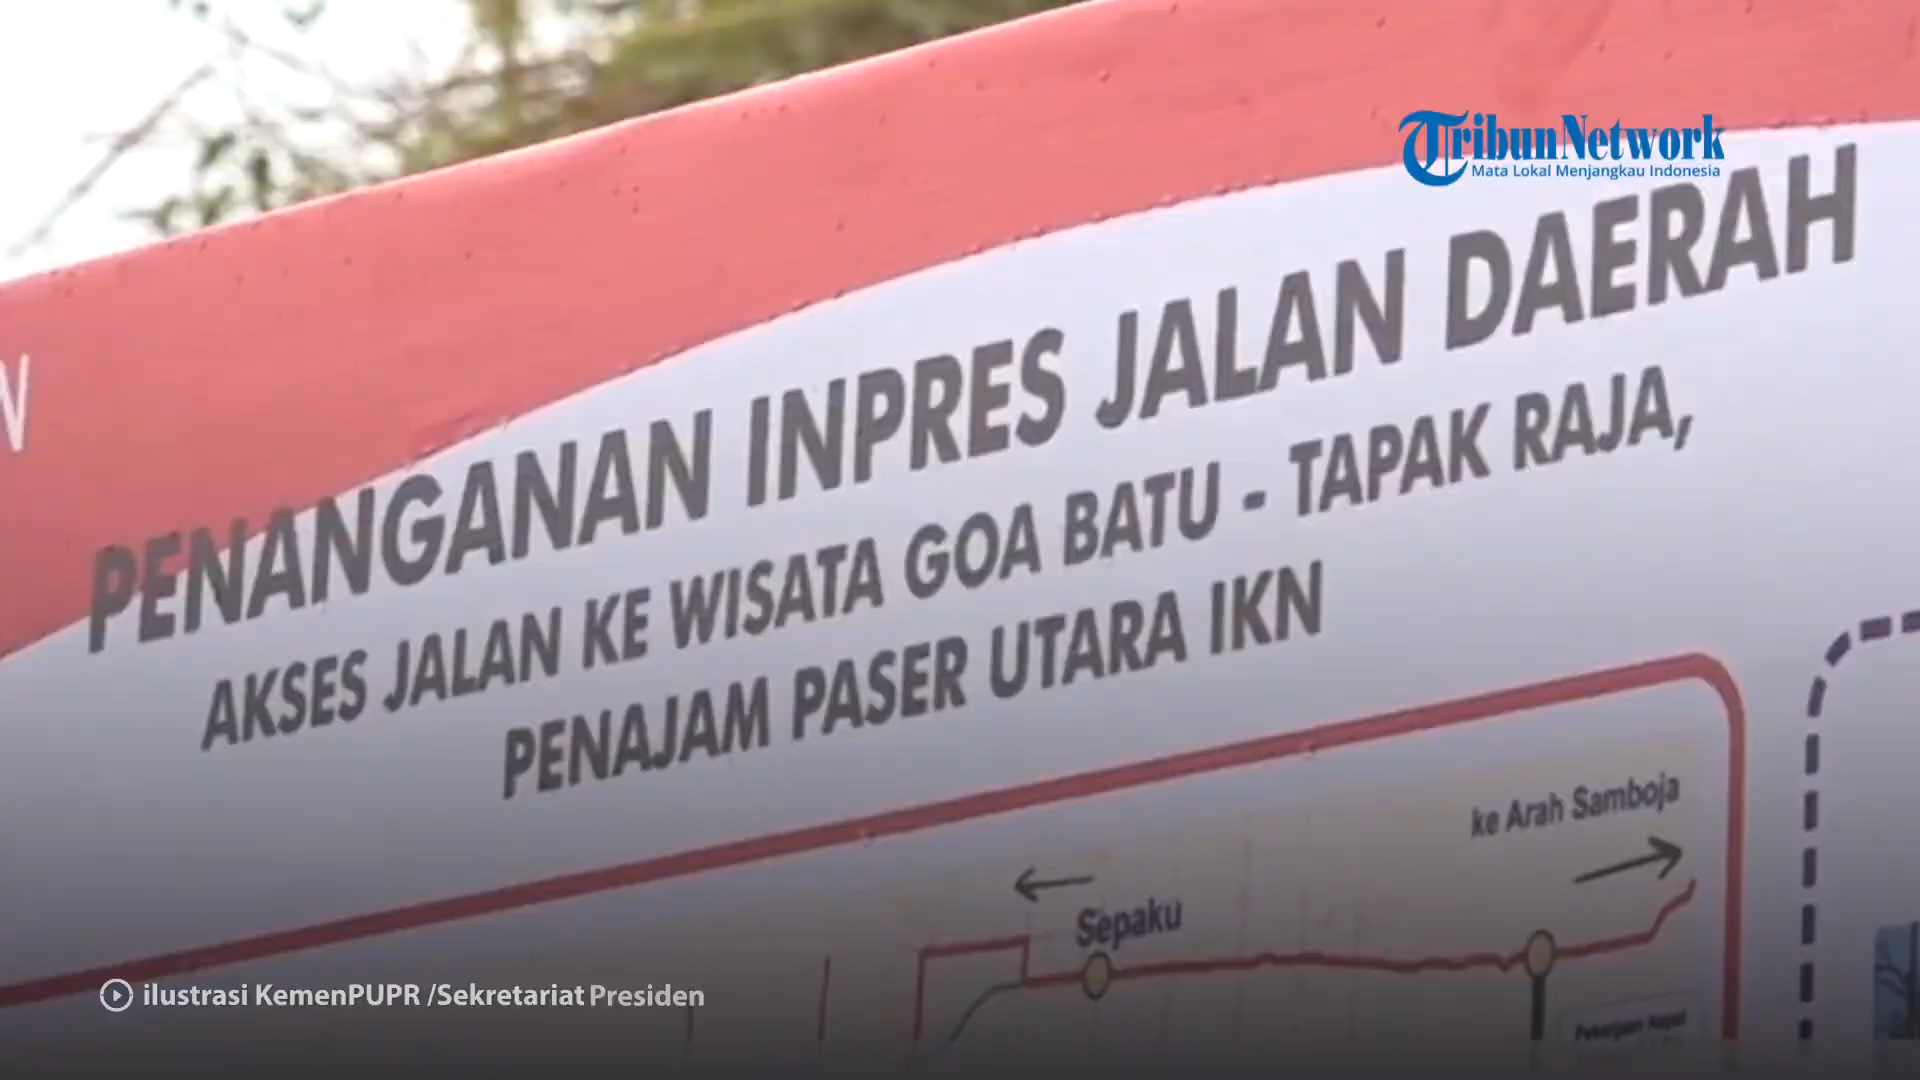 TribunNetwork
Mata Lokal Menjangkau Indonesia
N
PENANGANAN INPRES JALAN DAERAH
AKSES JALAN KE WISATA GOA BATU - TAPAK RAJA,
PENAJAM PASER UTARA IKN
ke Arah Samboja
Sepaku
ilustrasi KemenPUPR /Sekretariat Presiden